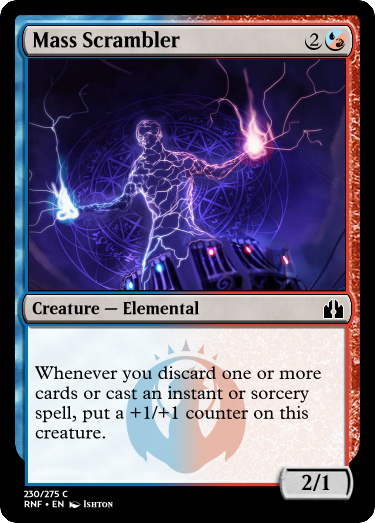 Mass Scrambler 2
Creature — Elemental
Whenever you discard one or more
cards or cast an instant or sorcery
spell, put a +1/+1 counter on this
creature.
2/1
230/275 C
RNF • EN Ishton